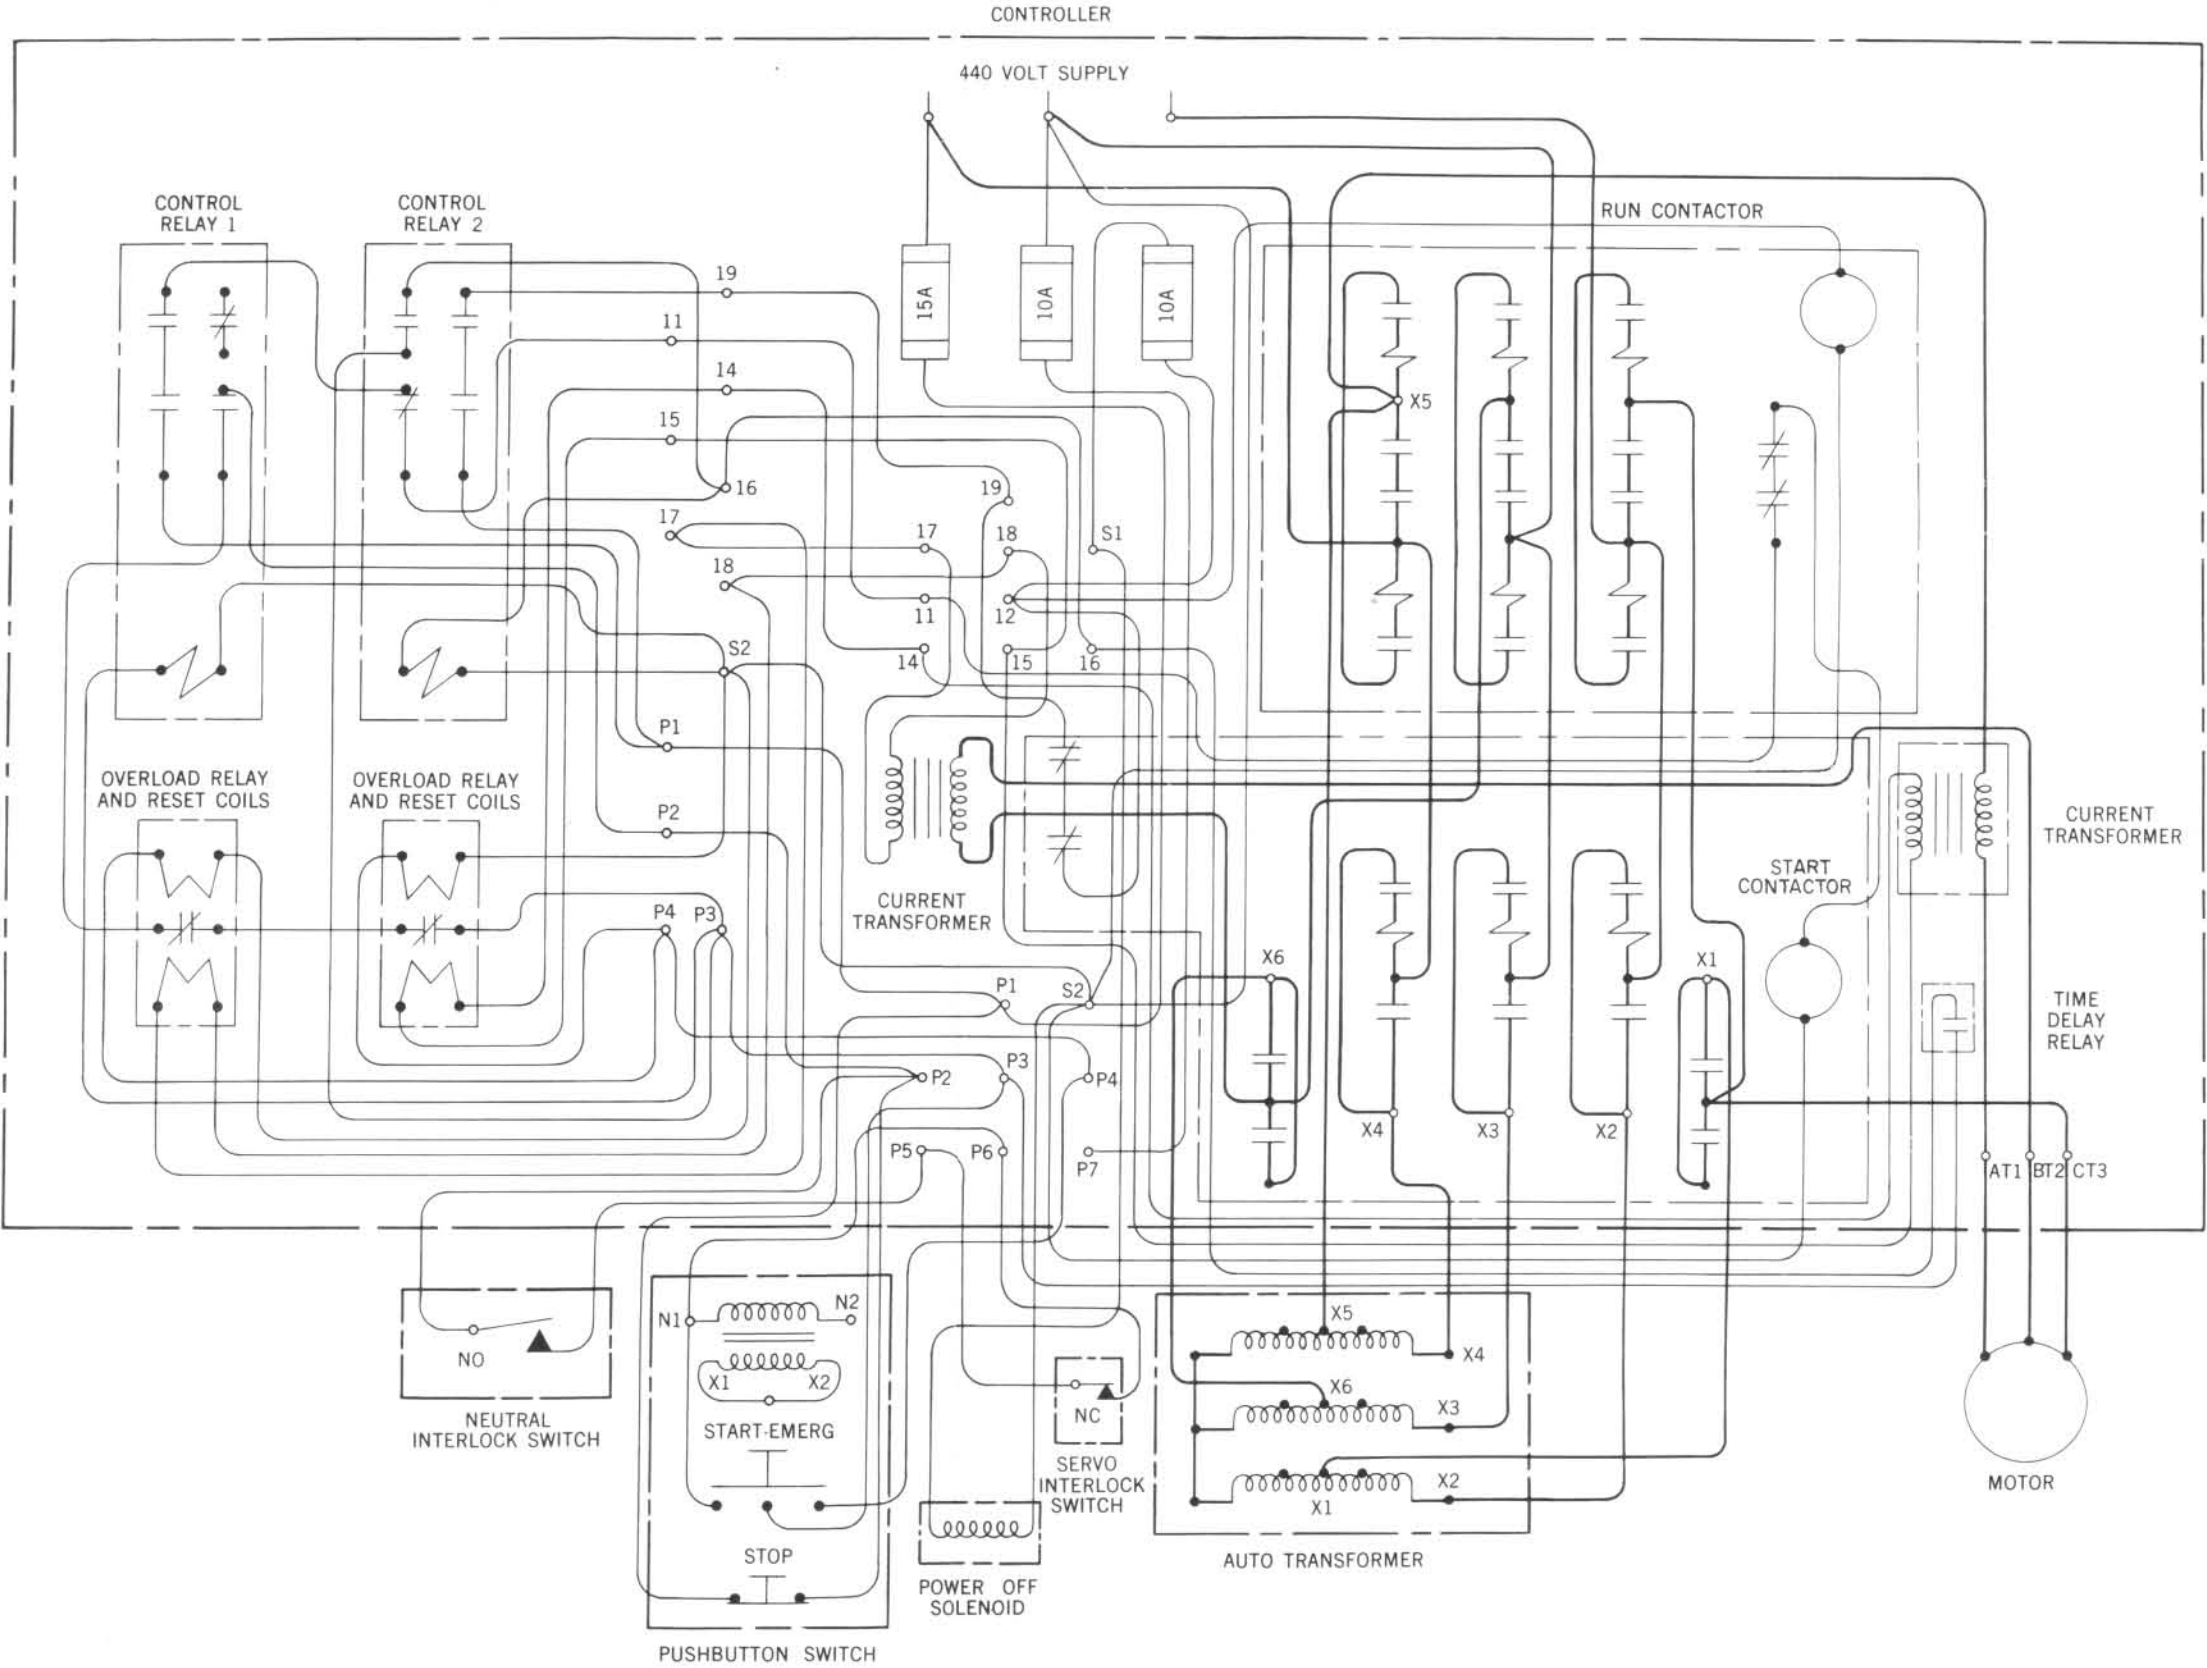 CONTROLLER
440 VOLT SUPPLY
CONTROL
RELAY 1
CONTROL
RELAY 2
RUN CONTACTOR
19
15A
10A
10A
11
14
X5
15
16
19
17
17
18
S1
18
11
12
S2
14
15
16
P1
OVERLOAD RELAY
AND RESET COILS
OVERLOAD RELAY
AND RESET COILS
P2
CURRENT
TRANSFORMER
START
CONTACTOR
CURRENT
TRANSFORMER
P4
P3
X6
X1
P1
S2
TIME
DELAY
RELAY
P3
P2
P4
X4
X3
X2
P5
P6
P7
AT1
BT2
CT3
N1
N2
X5
X4
NO
X1
X2
X6
NC
X3
NEUTRAL
INTERLOCK SWITCH
START-EMERG
SERVO
INTERLOCK
SWITCH
X2
X1
MOTOR
STOP
POWER OFF
SOLENOID
AUTO TRANSFORMER
PUSHBUTTON SWITCH